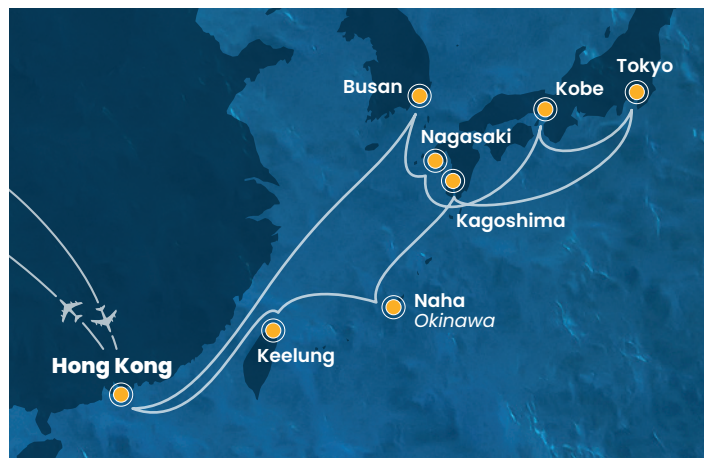 Tokyo
Busan
Kobe
Nagasaki
Kagoshima
Naha
Okinawa
Keelung
Hong Kong